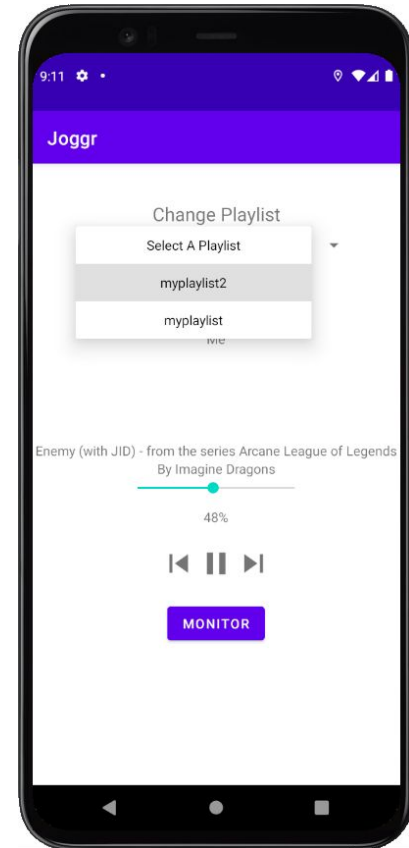 9:11
Joggr
Change Playlist
Select A Playlist
myplaylist2
myplaylist
Me
Enemy (with JID) - from the series Arcane League of Legends
By Imagine Dragons
48%
MONITOR